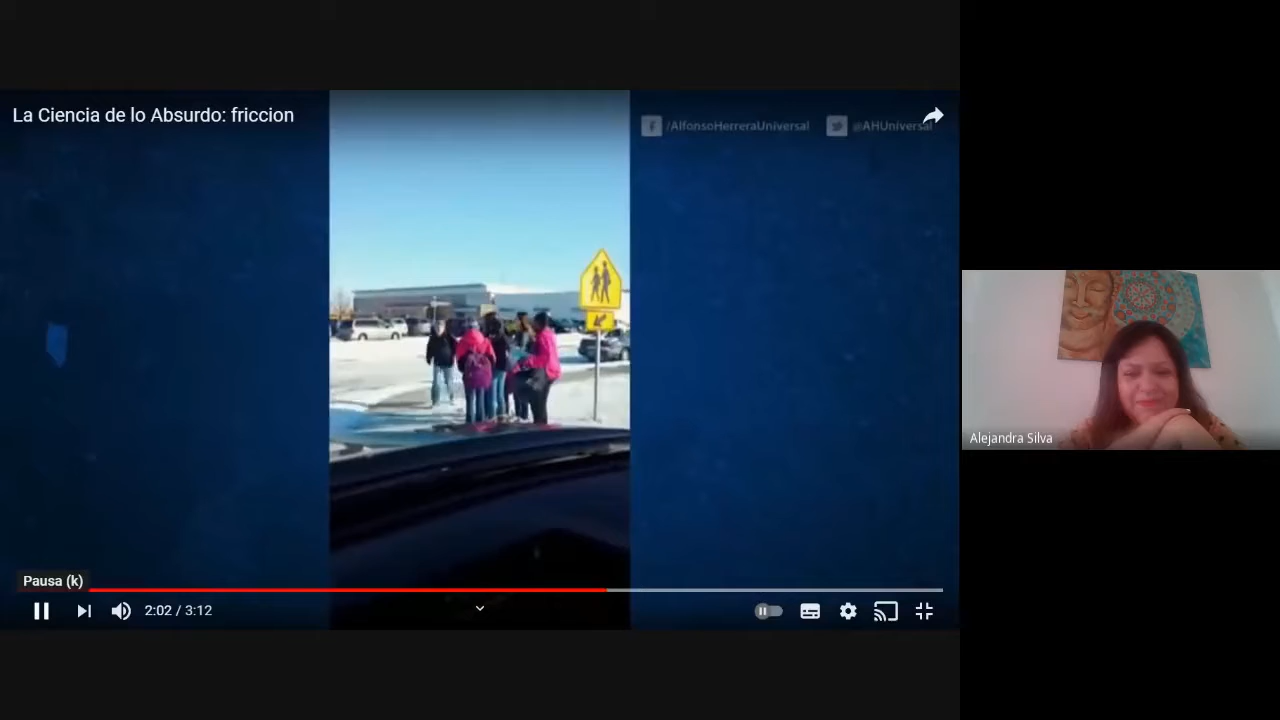 La Ciencia de lo Absurdo: friccion
/AlfonsoHerreraUniversal
@AHUniversal
Alejandra Silva
Pausa (k)
2:02 / 3:12